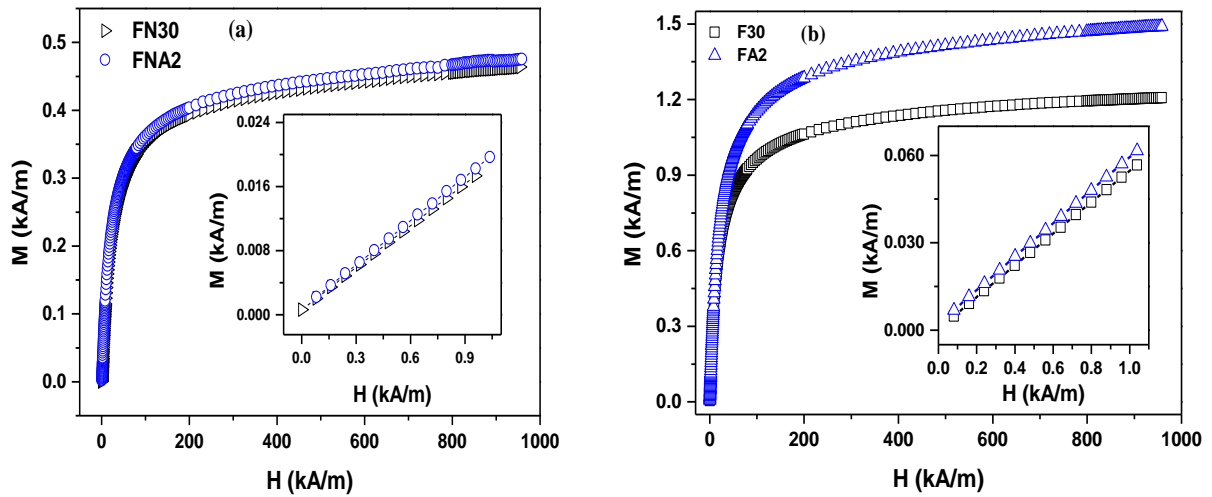 (a)
FN30
FNA2
M (kA/m)
0.5
0.4
0.3
0.2
0.1
0.0
0 200 400 600 800 1000
H (kA/m)
M (kA/m)
0.024
0.016
0.008
0.000
0.0 0.3 0.6 0.9
H (kA/m)
(b)
F30
FA2
M (kA/m)
1.5
1.2
0.9
0.6
0.3
0.0
0 200 400 600 800 1000
H (kA/m)
M (kA/m)
0.060
0.030
0.000
0.0 0.2 0.4 0.6 0.8 1.0
H (kA/m)